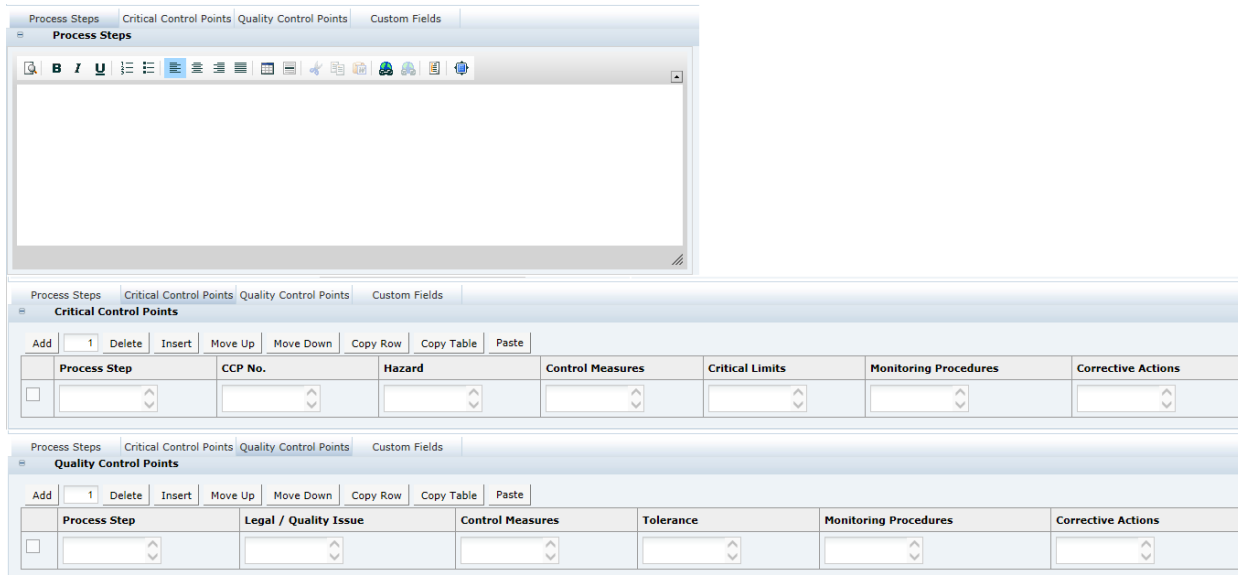 Process Steps Critical Control Points Quality Control Points Custom Fields
Process Steps
B I U
Process Steps Critical Control Points Quality Control Points Custom Fields
Critical Control Points
Add 1 Delete Insert Move Up Move Down Copy Row Copy Table Paste
Process Step CCP No. Hazard Control Measures Critical Limits Monitoring Procedures Corrective Actions
Process Steps Critical Control Points Quality Control Points Custom Fields
Quality Control Points
Add 1 Delete Insert Move Up Move Down Copy Row Copy Table Paste
Process Step Legal / Quality Issue Control Measures Tolerance Monitoring Procedures Corrective Actions